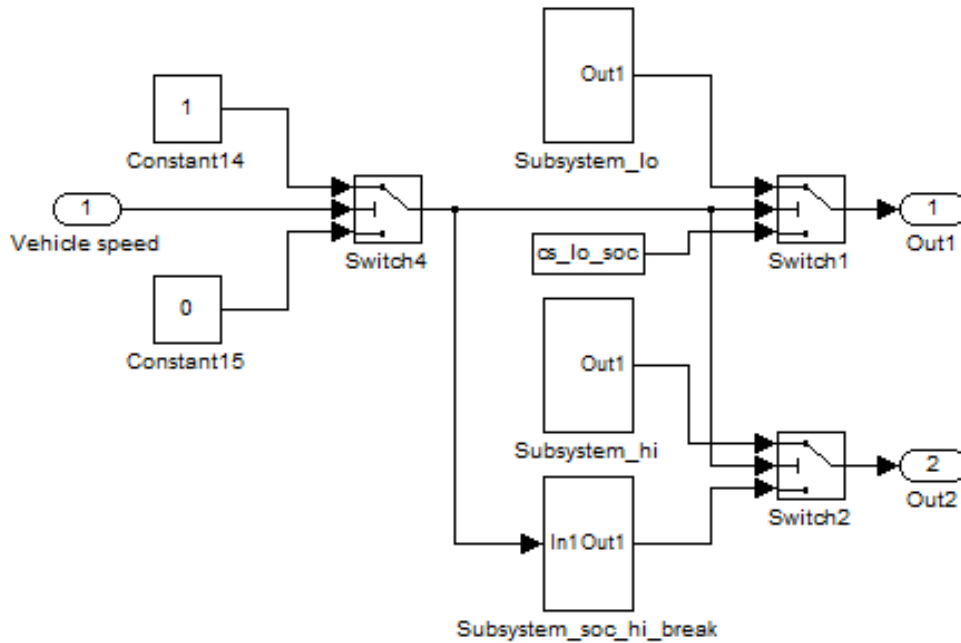 Out1
Subsystem_lo
1
Constant14
1
Vehicle speed
Switch4
cs_lo_soc
Switch1
1
Out1
0
Constant15
Out1
Subsystem_hi
Switch2
2
Out2
In1 Out1
Subsystem_soc_hi_break